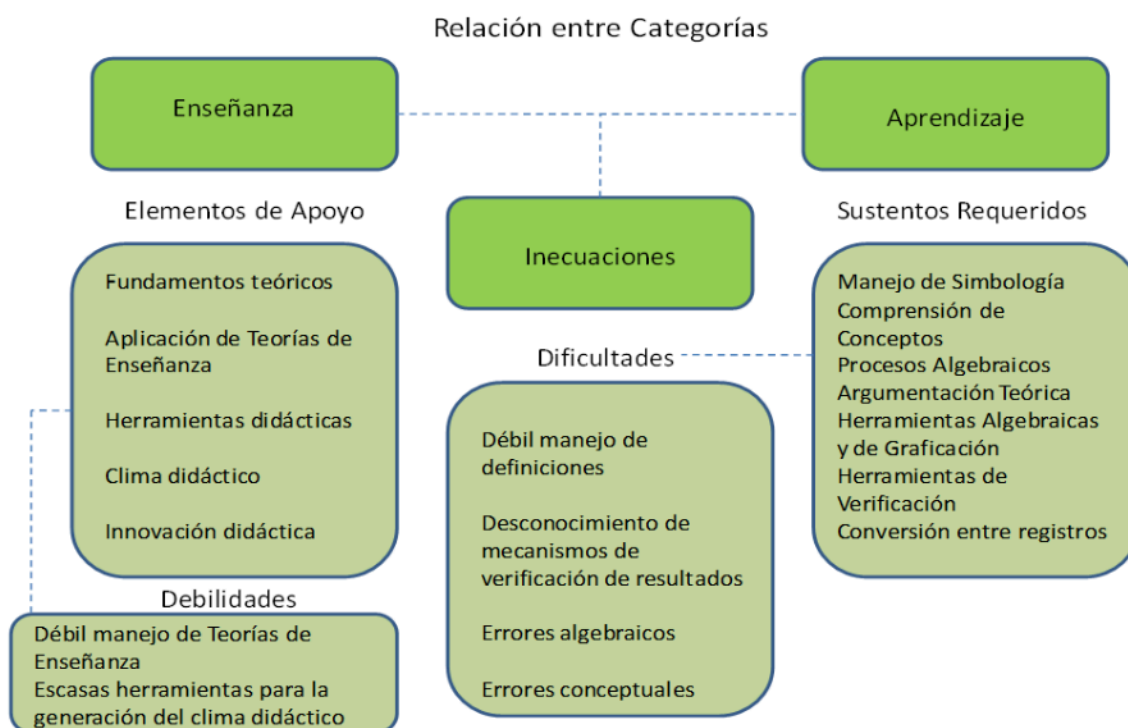 Relación entre Categorías
Enseñanza
Aprendizaje
Inecuaciones
Elementos de Apoyo
Fundamentos teóricos
Aplicación de Teorías de
Enseñanza
Herramientas didácticas
Clima didáctico
Innovación didáctica
Debilidades
Débil manejo de Teorías de
Enseñanza
Escasas herramientas para la
generación del clima didáctico
Dificultades
Débil manejo de
definiciones
Desconocimiento de
mecanismos de
verificación de resultados
Errores algebraicos
Errores conceptuales
Sustentos Requeridos
Manejo de Simbología
Comprensión de
Conceptos
Procesos Algebraicos
Argumentación Teórica
Herramientas Algebraicas
y de Graficación
Herramientas de
Verificación
Conversión entre registros